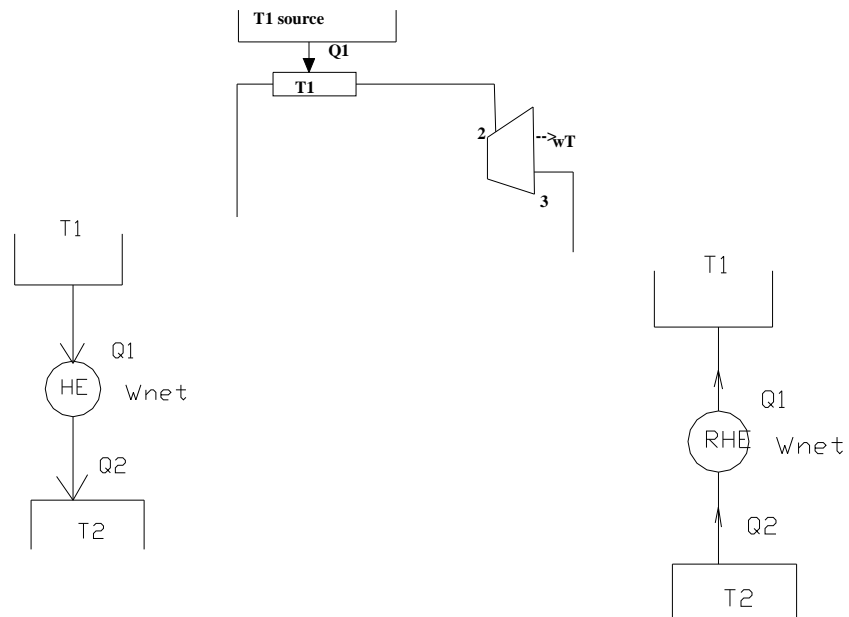 T1 source
Q1
T1
2
-->wT
3
T1
Q1
HE
Wnet
Q2
T2
T1
Q1
RHE
Wnet
Q2
T2